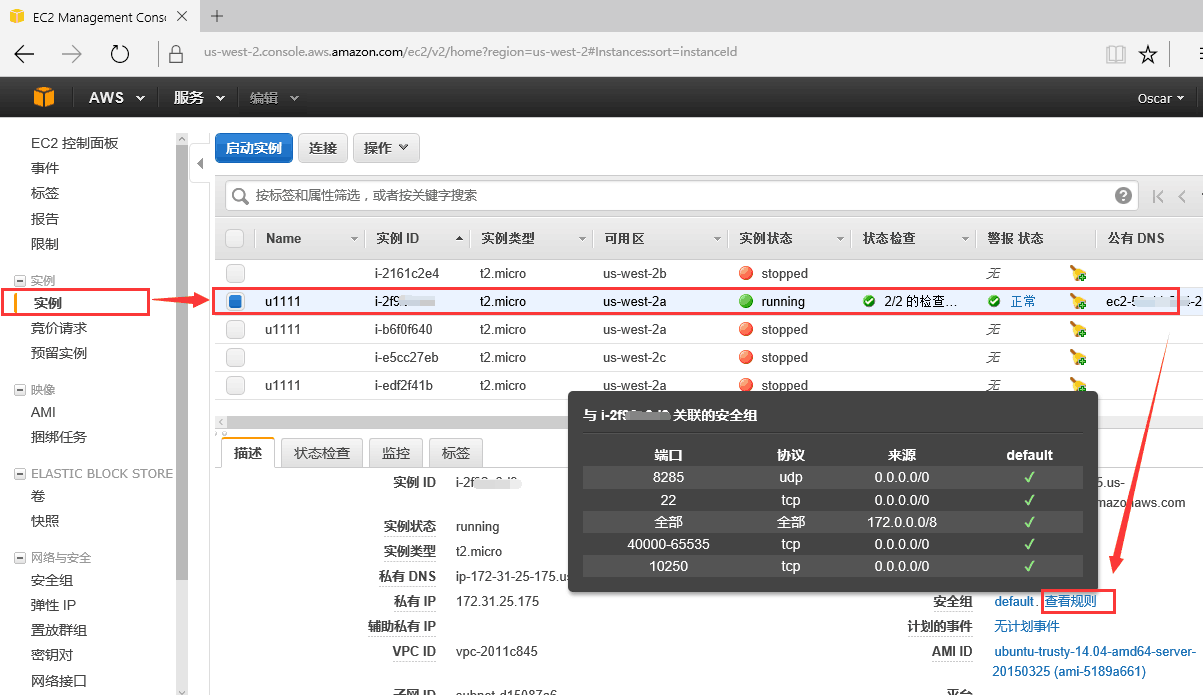 EC2 Management Conso
us-west-2.console.aws.amazon.com/ec2/v2/home?region=us-west-2#Instances:sort=instanceId
AWS 服务 编辑 Oscar
EC2 控制面板
事件
标签
报告
限制
实例
实例
竞价请求
预留实例
映像
AMI
捆绑任务
ELASTIC BLOCK STORE
卷
快照
网络与安全
安全组
弹性 IP
置放群组
密钥对
网络接口
启动实例 连接 操作
按标签和属性筛选，或者按关键字搜索
Name 实例 ID 实例类型 可用区 实例状态 状态检查 警报 状态 公有 DNS
i-2161c2e4 t2.micro us-west-2b stopped 无
u1111 i-2f9 t2.micro us-west-2a running 2/2 的检查… 正常 ec2-5
u1111 i-b6f0f640 t2.micro us-west-2a stopped 无
i-e5cc27eb t2.micro us-west-2c stopped 无
u1111 i-edf2f41b t2.micro us-west-2a stopped 无
与 i-2f9 关联的安全组
端口 协议 来源 default
8285 udp 0.0.0.0/0 ✓
22 tcp 0.0.0.0/0 ✓
全部 全部 172.0.0.0/8 ✓
40000-65535 tcp 0.0.0.0/0 ✓
10250 tcp 0.0.0.0/0 ✓
描述 状态检查 监控 标签
实例 ID i-2f
实例状态 running
实例类型 t2.micro
私有 DNS ip-172-31-25-175.us
私有 IP 172.31.25.175
辅助私有 IP
VPC ID vpc-2011c845
子网 ID subnet-d15087a6
5.us-
mazonaws.com
安全组 default. 查看规则
计划的事件 无计划事件
AMI ID ubuntu-trusty-14.04-amd64-server-
20150325 (ami-5189a661)
平台